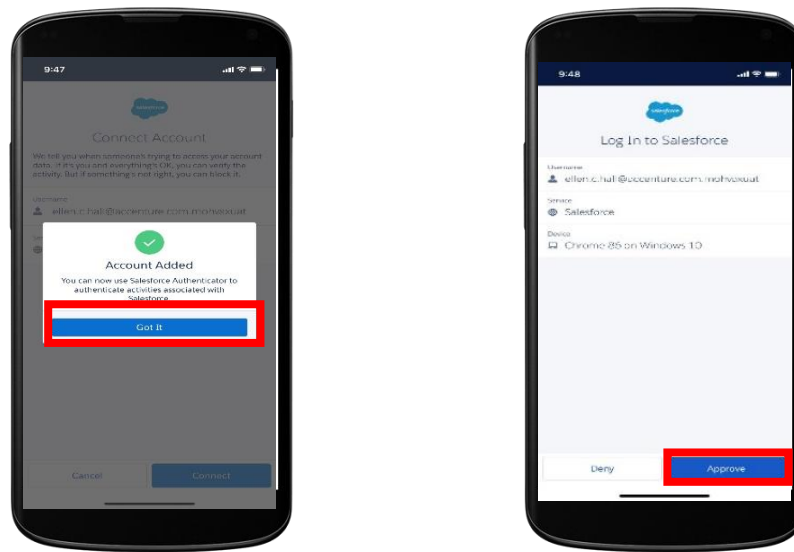 9:47
salesforce
Connect Account
We tell you when someone's trying to access your account
data. If it's you and everything's OK, you can verify the
activity. But if something's not right, you can block it.
Username
ellen.c.hall@accenture.com.mohvoxuat
Account Added
You can now use Salesforce Authenticator to
authenticate activities associated with
Salesforce
Got It
Cancel
Connect
9:48
salesforce
Log In to Salesforce
Username
ellen.c.hall@accenture.com.mohvoxuat
Service
Salesforce
Device
Chrome 86 on Windows 10
Deny
Approve